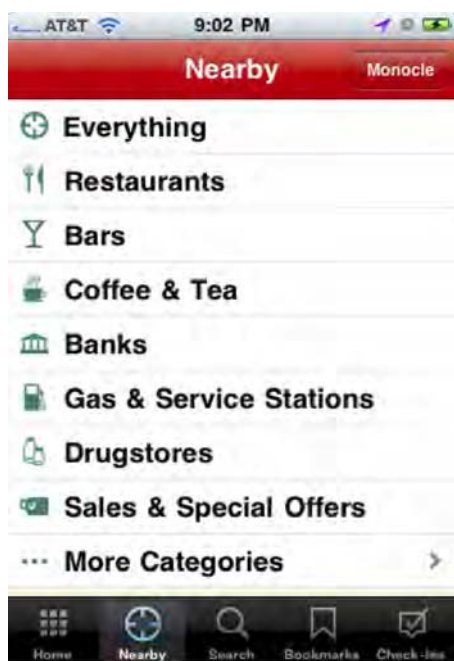 AT&T 9:02 PM
Nearby Monocle
Everything
Restaurants
Bars
Coffee & Tea
Banks
Gas & Service Stations
Drugstores
Sales & Special Offers
More Categories
Home Nearby Search Bookmarks Check-Ins